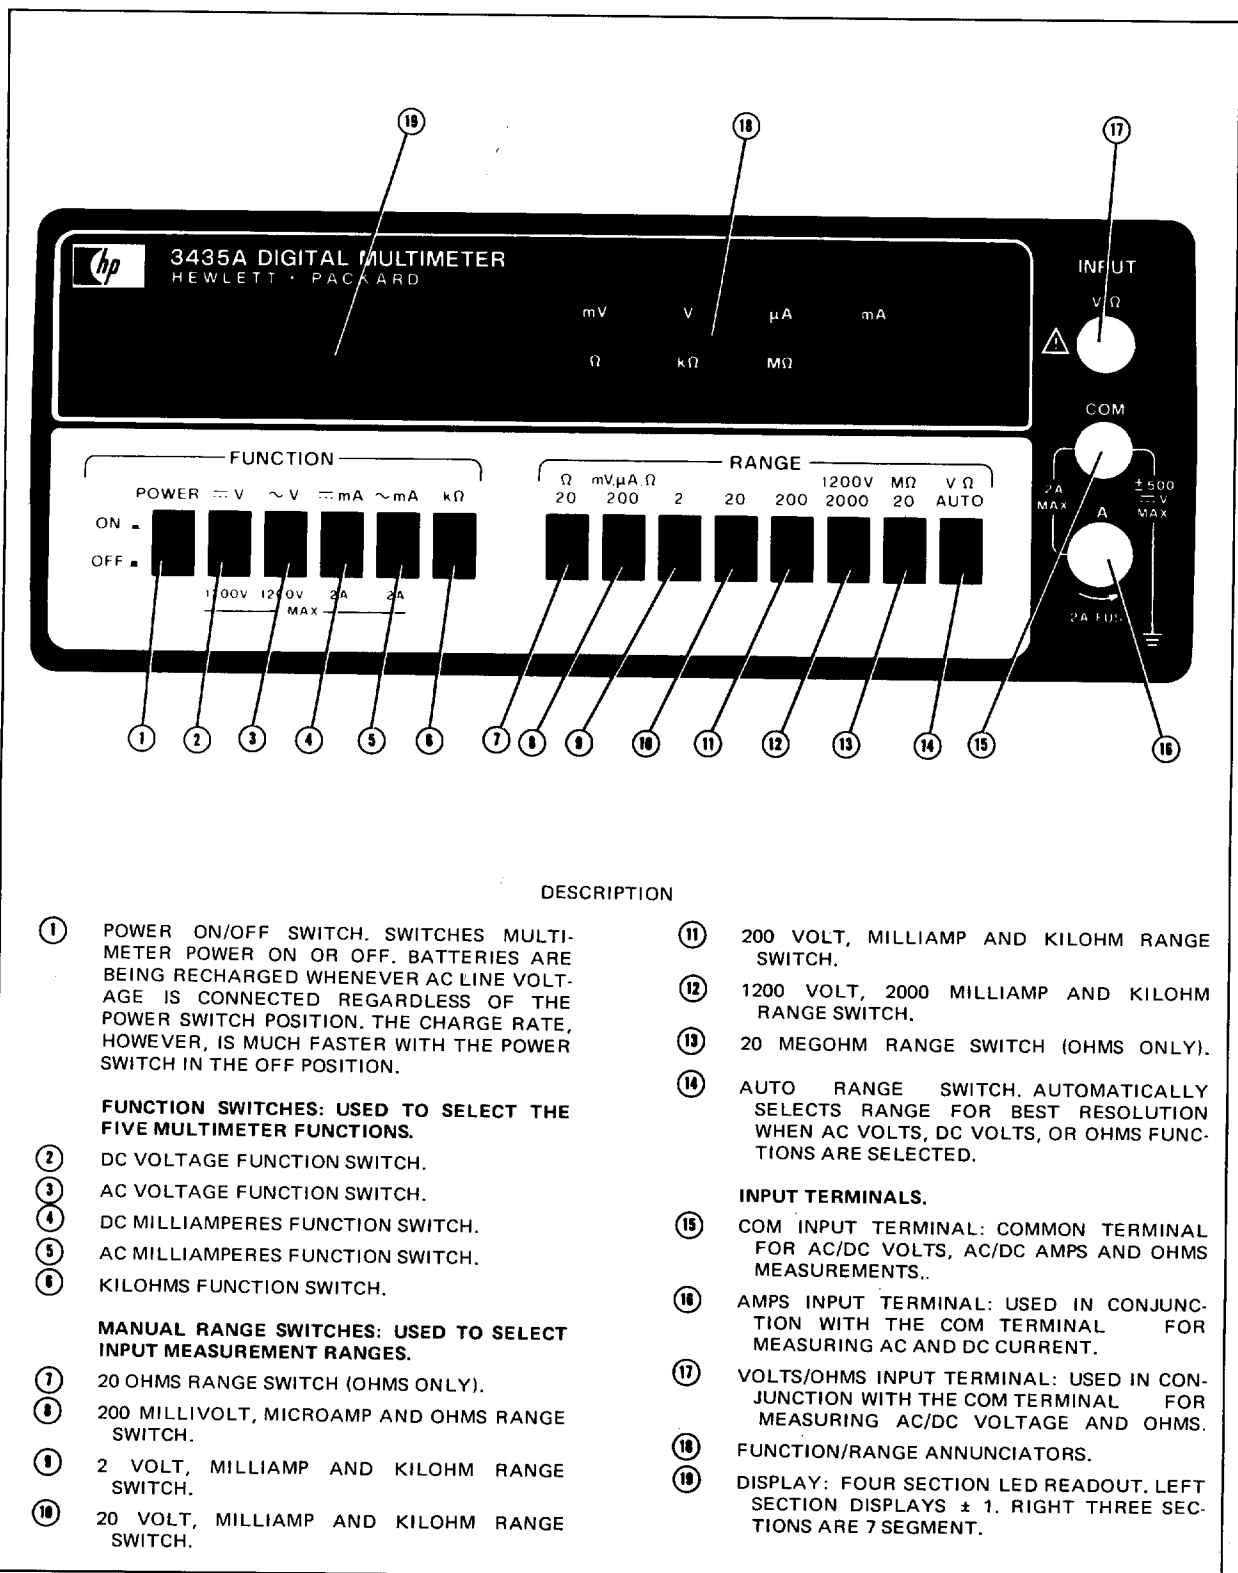 19 18 17
hp 3435A DIGITAL MULTIMETER
HEWLETT · PACKARD
INPUT
mV V µA mA
V Ω
Ω kΩ MΩ
COM
FUNCTION
RANGE
POWER ⎓ V ∼ V ⎓ mA ∼ mA kΩ
Ω mV,µA,Ω 1200V MΩ V Ω
20 200 2 20 200 2000 20 AUTO
2A
MAX
± 500
⎓ V
MAX
A
ON
OFF
1200V 1200V 2A 2A
MAX
2A FUS
1 2 3 4 5 6 7 8 9 10 11 12 13 14 15 16
DESCRIPTION
1 POWER ON/OFF SWITCH. SWITCHES MULTI-
METER POWER ON OR OFF. BATTERIES ARE
BEING RECHARGED WHENEVER AC LINE VOLT-
AGE IS CONNECTED REGARDLESS OF THE
POWER SWITCH POSITION. THE CHARGE RATE,
HOWEVER, IS MUCH FASTER WITH THE POWER
SWITCH IN THE OFF POSITION.
FUNCTION SWITCHES: USED TO SELECT THE
FIVE MULTIMETER FUNCTIONS.
2 DC VOLTAGE FUNCTION SWITCH.
3 AC VOLTAGE FUNCTION SWITCH.
4 DC MILLIAMPERES FUNCTION SWITCH.
5 AC MILLIAMPERES FUNCTION SWITCH.
6 KILOHMS FUNCTION SWITCH.
MANUAL RANGE SWITCHES: USED TO SELECT
INPUT MEASUREMENT RANGES.
7 20 OHMS RANGE SWITCH (OHMS ONLY).
8 200 MILLIVOLT, MICROAMP AND OHMS RANGE
SWITCH.
9 2 VOLT, MILLIAMP AND KILOHM RANGE
SWITCH.
10 20 VOLT, MILLIAMP AND KILOHM RANGE
SWITCH.
11 200 VOLT, MILLIAMP AND KILOHM RANGE
SWITCH.
12 1200 VOLT, 2000 MILLIAMP AND KILOHM
RANGE SWITCH.
13 20 MEGOHM RANGE SWITCH (OHMS ONLY).
14 AUTO RANGE SWITCH. AUTOMATICALLY
SELECTS RANGE FOR BEST RESOLUTION
WHEN AC VOLTS, DC VOLTS, OR OHMS FUNC-
TIONS ARE SELECTED.
INPUT TERMINALS.
15 COM INPUT TERMINAL: COMMON TERMINAL
FOR AC/DC VOLTS, AC/DC AMPS AND OHMS
MEASUREMENTS..
16 AMPS INPUT TERMINAL: USED IN CONJUNC-
TION WITH THE COM TERMINAL FOR
MEASURING AC AND DC CURRENT.
17 VOLTS/OHMS INPUT TERMINAL: USED IN CON-
JUNCTION WITH THE COM TERMINAL FOR
MEASURING AC/DC VOLTAGE AND OHMS.
18 FUNCTION/RANGE ANNUNCIATORS.
19 DISPLAY: FOUR SECTION LED READOUT. LEFT
SECTION DISPLAYS ± 1. RIGHT THREE SEC-
TIONS ARE 7 SEGMENT.